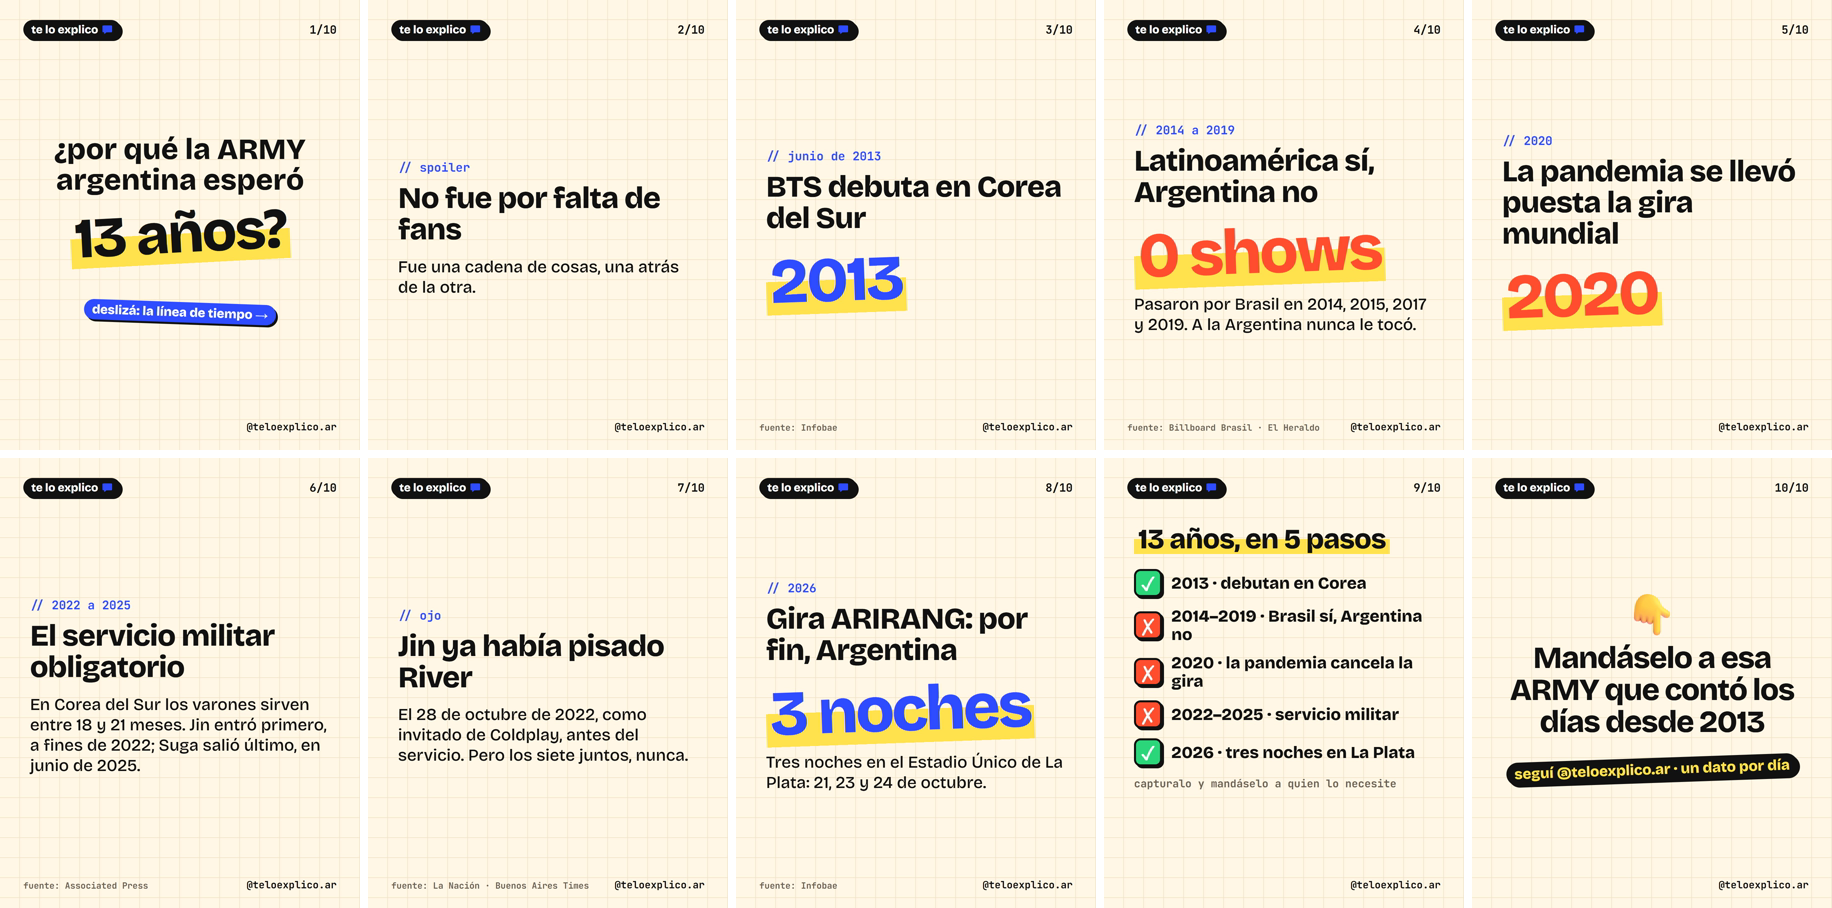 te lo explico
1/10
¿por qué la ARMY
argentina esperó
13 años?
deslizá: la línea de tiempo →
@teloexplico.ar
te lo explico
2/10
// spoiler
No fue por falta de
fans
Fue una cadena de cosas, una atrás
de la otra.
@teloexplico.ar
te lo explico
3/10
// junio de 2013
BTS debuta en Corea
del Sur
2013
fuente: Infobae
@teloexplico.ar
te lo explico
4/10
// 2014 a 2019
Latinoamérica sí,
Argentina no
0 shows
Pasaron por Brasil en 2014, 2015, 2017
y 2019. A la Argentina nunca le tocó.
fuente: Billboard Brasil · El Heraldo
@teloexplico.ar
te lo explico
5/10
// 2020
La pandemia se llevó
puesta la gira
mundial
2020
@teloexplico.ar
te lo explico
6/10
// 2022 a 2025
El servicio militar
obligatorio
En Corea del Sur los varones sirven
entre 18 y 21 meses. Jin entró primero,
a fines de 2022; Suga salió último, en
junio de 2025.
fuente: Associated Press
@teloexplico.ar
te lo explico
7/10
// ojo
Jin ya había pisado
River
El 28 de octubre de 2022, como
invitado de Coldplay, antes del
servicio. Pero los siete juntos, nunca.
fuente: La Nación · Buenos Aires Times
@teloexplico.ar
te lo explico
8/10
// 2026
Gira ARIRANG: por
fin, Argentina
3 noches
Tres noches en el Estadio Único de La
Plata: 21, 23 y 24 de octubre.
fuente: Infobae
@teloexplico.ar
te lo explico
9/10
13 años, en 5 pasos
2013 · debutan en Corea
2014–2019 · Brasil sí, Argentina
no
2020 · la pandemia cancela la
gira
2022–2025 · servicio militar
2026 · tres noches en La Plata
capturalo y mandáselo a quien lo necesite
@teloexplico.ar
te lo explico
10/10
Mandáselo a esa
ARMY que contó los
días desde 2013
seguí @teloexplico.ar · un dato por día
@teloexplico.ar